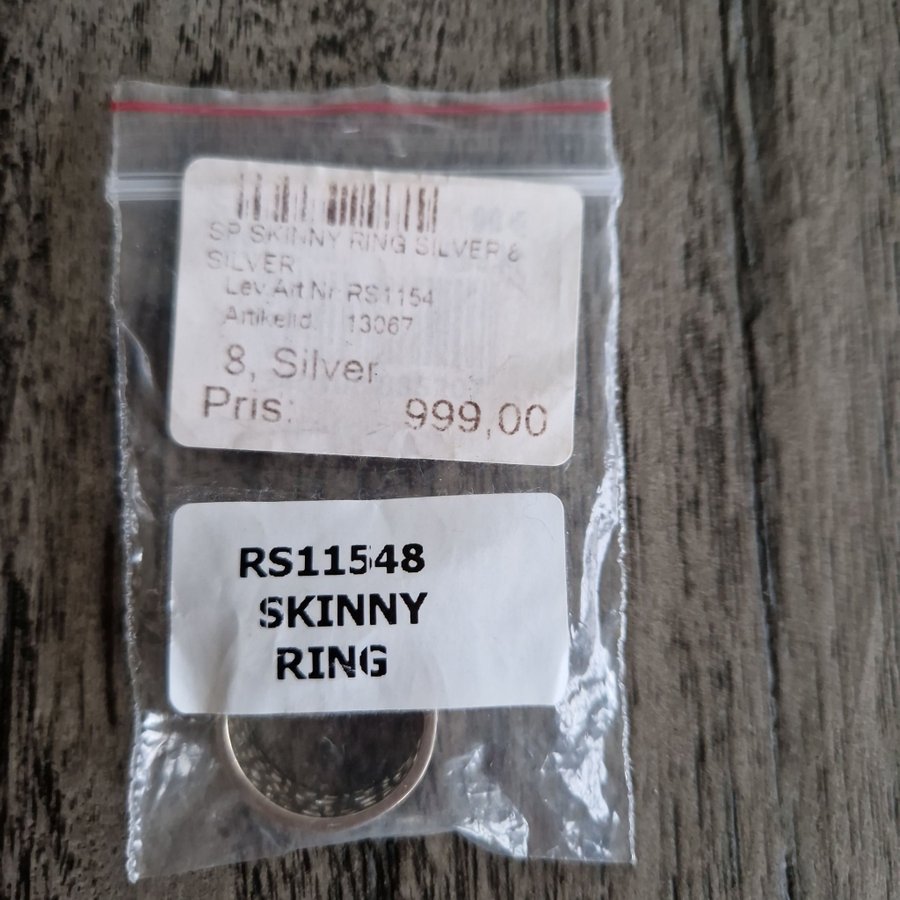 SP SKINNY RING SILVER &
SILVER
Lev.Art.Nr RS1154
Artikelid. 13067
8, Silver
Pris: 999,00
RS11548
SKINNY
RING